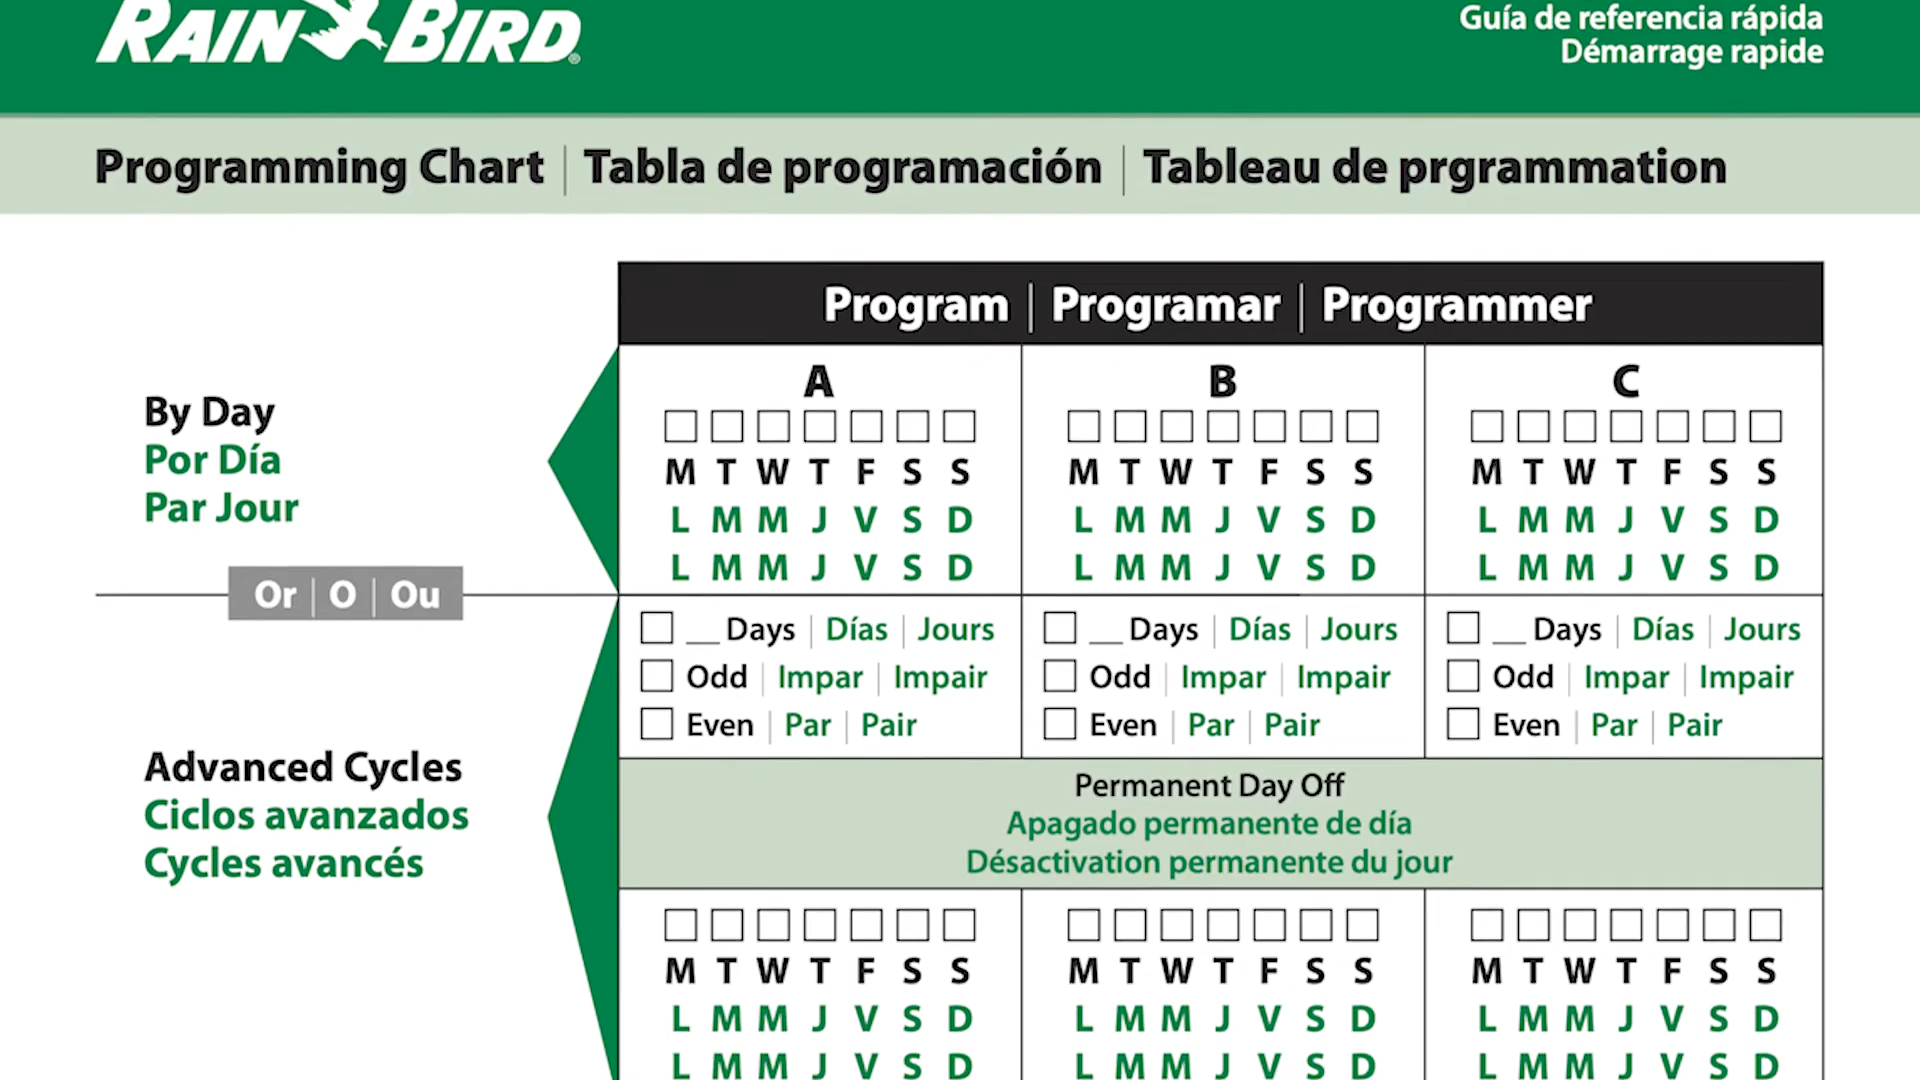 RAIN BIRD®
Guía de referencia rápida
Démarrage rapide
Programming Chart | Tabla de programación | Tableau de prgrammation
Program | Programar | Programmer
A B C
M T W T F S S M T W T F S S M T W T F S S
L M M J V S D L M M J V S D L M M J V S D
L M M J V S D L M M J V S D L M M J V S D
By Day
Por Día
Par Jour
Or | O | Ou
__ Days | Días | Jours __ Days | Días | Jours __ Days | Días | Jours
Odd | Impar | Impair Odd | Impar | Impair Odd | Impar | Impair
Even | Par | Pair Even | Par | Pair Even | Par | Pair
Advanced Cycles
Ciclos avanzados
Cycles avancés
Permanent Day Off
Apagado permanente de día
Désactivation permanente du jour
M T W T F S S M T W T F S S M T W T F S S
L M M J V S D L M M J V S D L M M J V S D
L M M J V S D L M M J V S D L M M J V S D